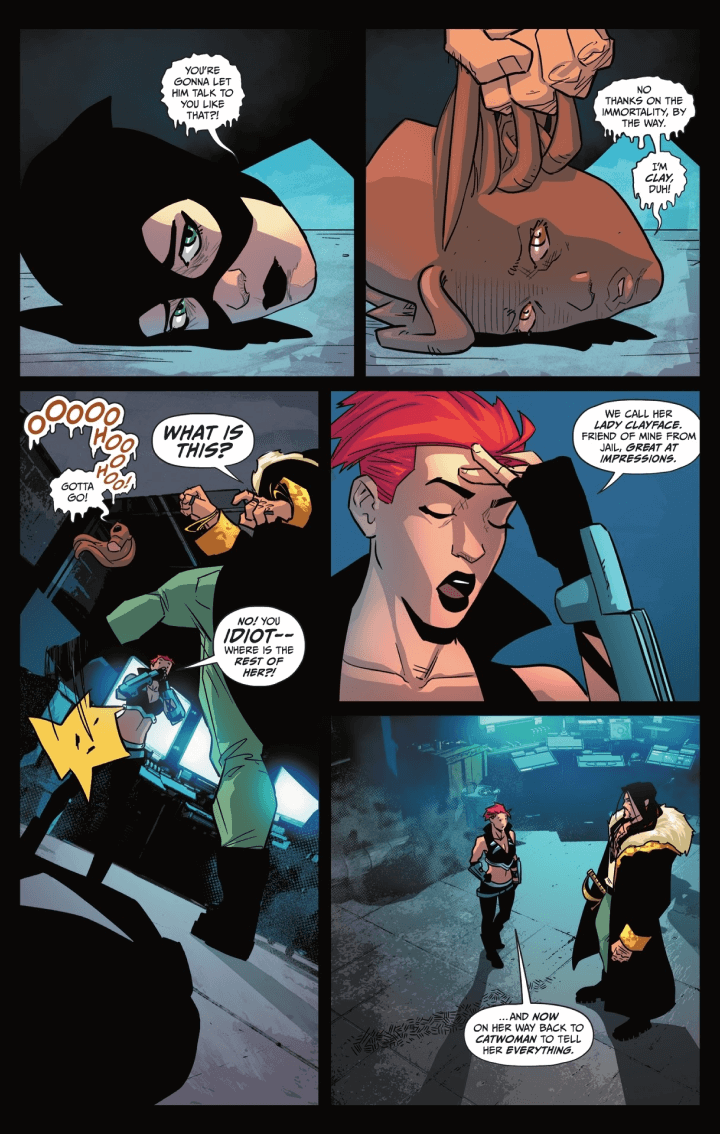 YOU'RE
GONNA LET
HIM TALK TO
YOU LIKE
THAT?!
NO
THANKS ON THE
IMMORTALITY, BY
THE WAY.
I'M
CLAY,
DUH!
OOOOO
HOO
HO
HOO!
GOTTA
GO!
WHAT IS
THIS?
NO! YOU
IDIOT--
WHERE IS THE
REST OF
HER?!
WE CALL HER
LADY CLAYFACE.
FRIEND OF MINE FROM
JAIL, GREAT AT
IMPRESSIONS.
...AND NOW
ON HER WAY BACK TO
CATWOMAN TO TELL
HER EVERYTHING.